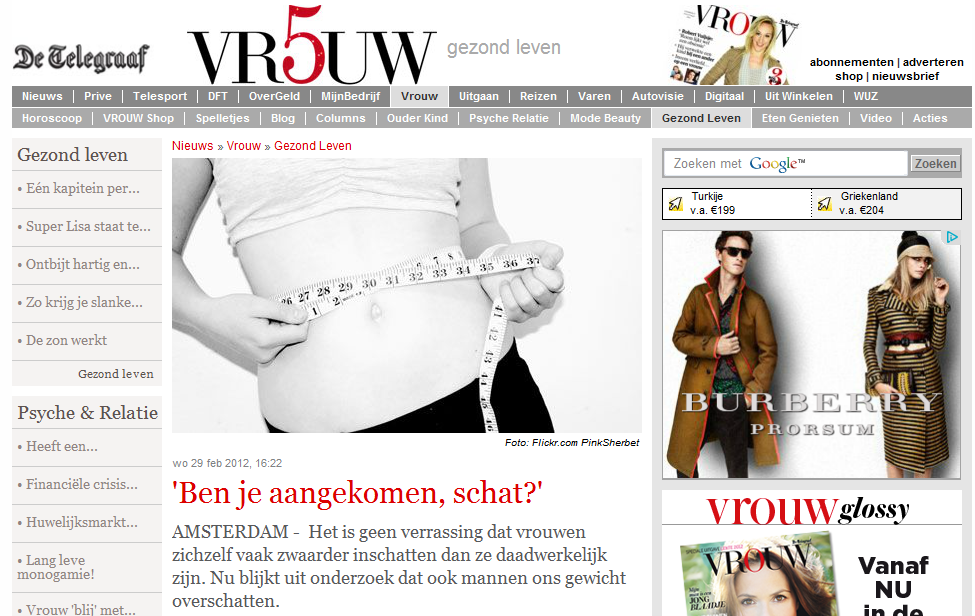 De Telegraaf
VR5UW
gezond leven
VROUW
3
abonnementen | adverteren
shop | nieuwsbrief
Nieuws | Prive | Telesport | DFT | OverGeld | MijnBedrijf | Vrouw | Uitgaan | Reizen | Varen | Autovisie | Digitaal | Uit Winkelen | WUZ
Horoscoop | VROUW Shop | Spelletjes | Blog | Columns | Ouder Kind | Psyche Relatie | Mode Beauty | Gezond Leven | Eten Genieten | Video | Acties
Gezond leven
• Eén kapitein per...
• Super Lisa staat te...
• Ontbijt hartig en...
• Zo krijg je slanke...
• De zon werkt
Gezond leven
Psyche & Relatie
• Heeft een...
• Financiële crisis...
• Huwelijksmarkt...
• Lang leve
monogamie!
• Vrouw 'blij' met...
Nieuws » Vrouw » Gezond Leven
26 27 28 29 30 31 32 33 34 35 36 37
Foto: Flickr.com PinkSherbet
wo 29 feb 2012, 16:22
'Ben je aangekomen, schat?'
AMSTERDAM - Het is geen verrassing dat vrouwen
zichzelf vaak zwaarder inschatten dan ze daadwerkelijk
zijn. Nu blijkt uit onderzoek dat ook mannen ons gewicht
overschatten.
Zoeken met Google™ Zoeken
Turkije
v.a. €199
Griekenland
v.a. €204
BURBERRY
PRORSUM
vrouw glossy
VROUW
JONG
BLAADJE
Vanaf
NU
in de